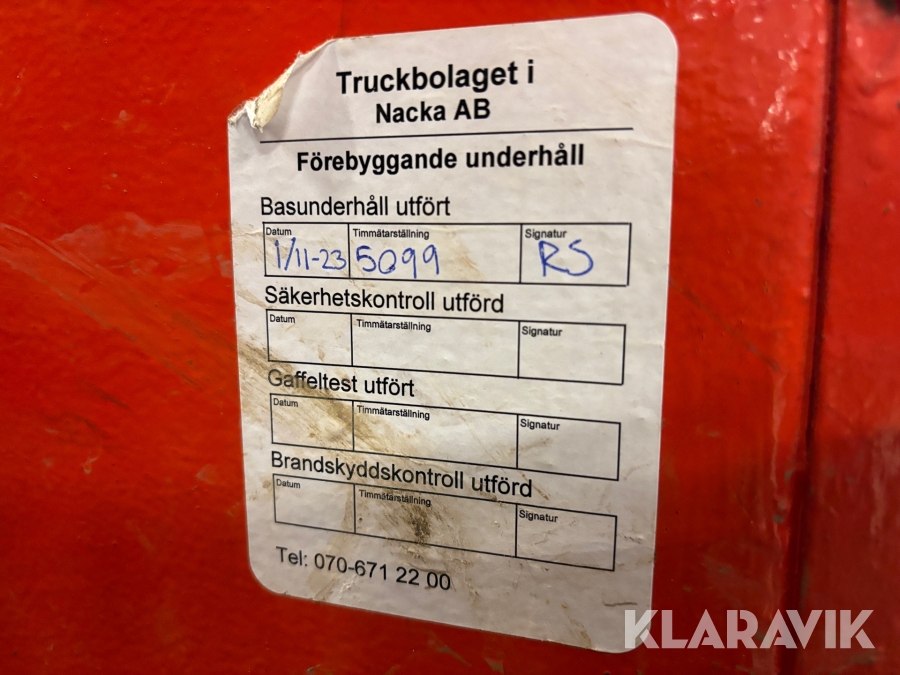 Truckbolaget i
Nacka AB
Förebyggande underhåll
Basunderhåll utfört
Datum Timmätarställning Signatur
1/11-23 5099 RS
Säkerhetskontroll utförd
Datum Timmätarställning Signatur
Gaffeltest utfört
Datum Timmätarställning Signatur
Brandskyddskontroll utförd
Datum Timmätarställning Signatur
Tel: 070-671 22 00
KLARAVIK